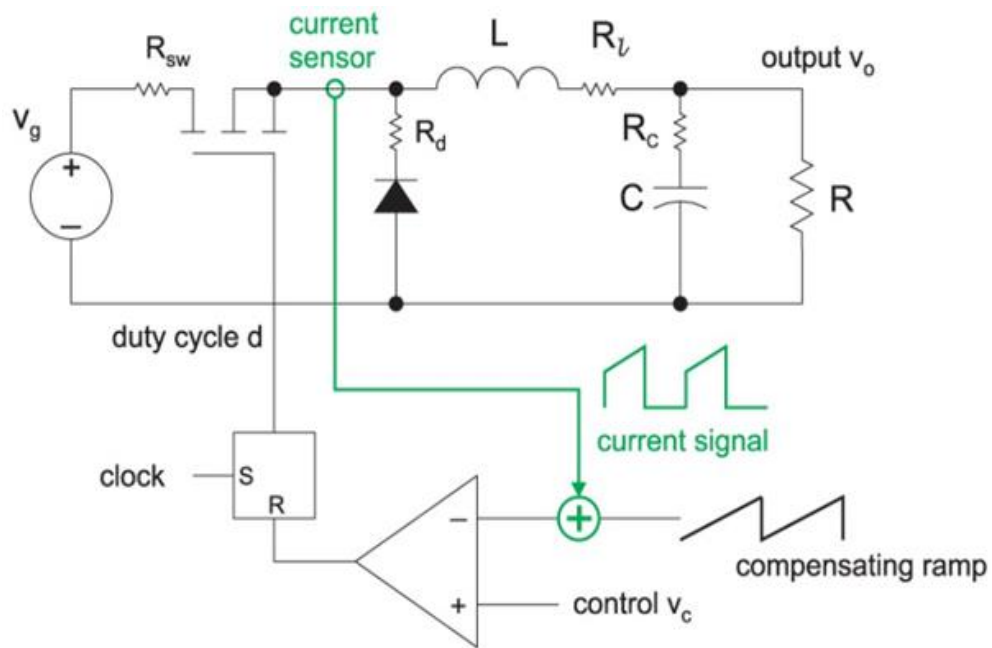 current
sensor
R_sw
L
R_l
output v_o
v_g
+
−
R_d
R_c
C
R
duty cycle d
current signal
clock
S
R
−
+
+
compensating ramp
control v_c